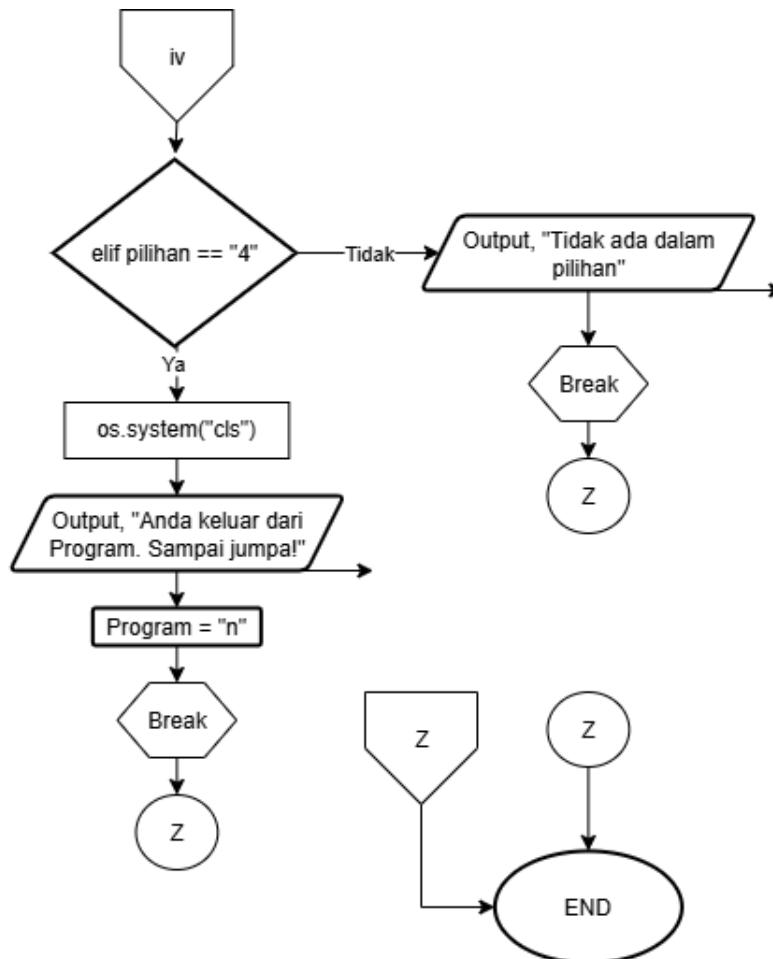 iv
elif pilihan == "4"
Tidak
Output, "Tidak ada dalam
pilihan"
Break
Z
Ya
os.system("cls")
Output, "Anda keluar dari
Program. Sampai jumpa!"
Program = "n"
Break
Z
Z
Z
END